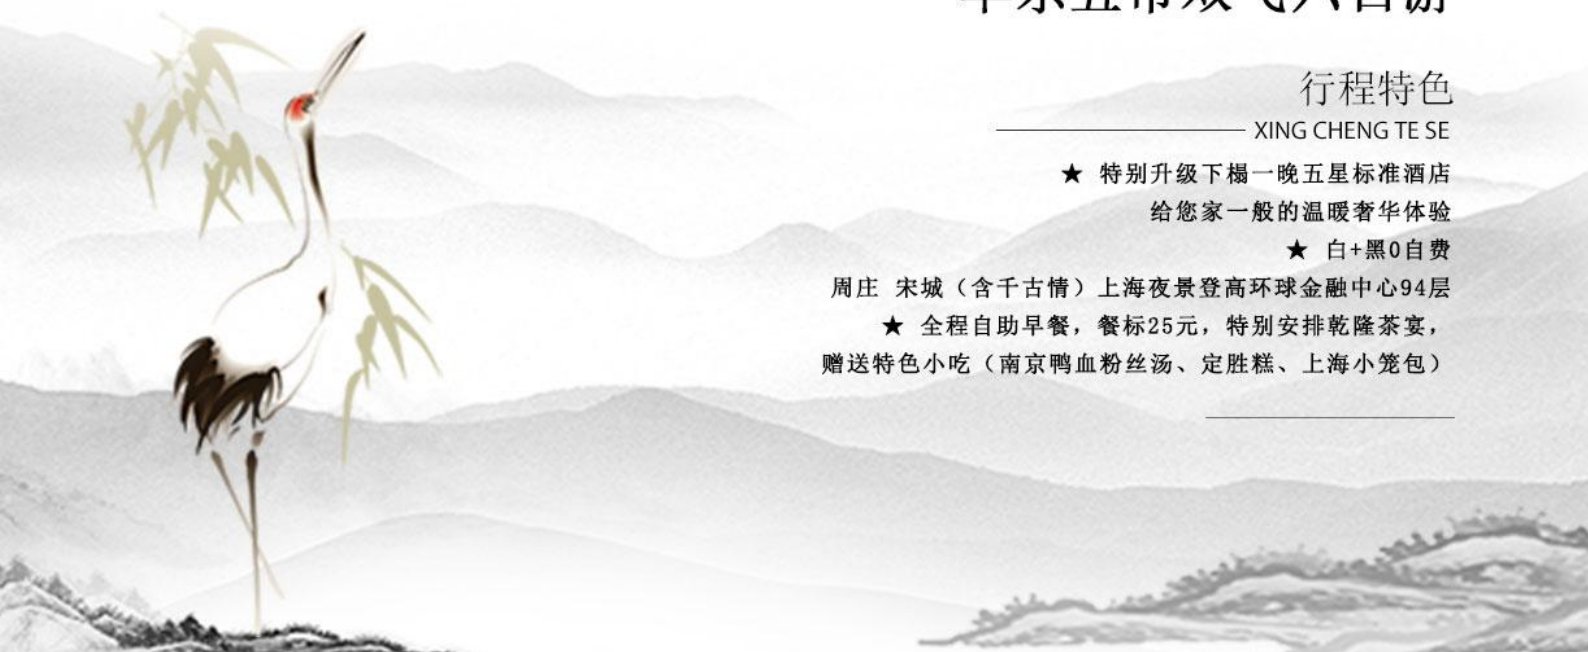 行程特色
XING CHENG TE SE
★ 特别升级下榻一晚五星标准酒店
给您家一般的温暖奢华体验
★ 白+黑0自费
周庄 宋城（含千古情）上海夜景登高环球金融中心94层
★ 全程自助早餐，餐标25元，特别安排乾隆茶宴，
赠送特色小吃（南京鸭血粉丝汤、定胜糕、上海小笼包）